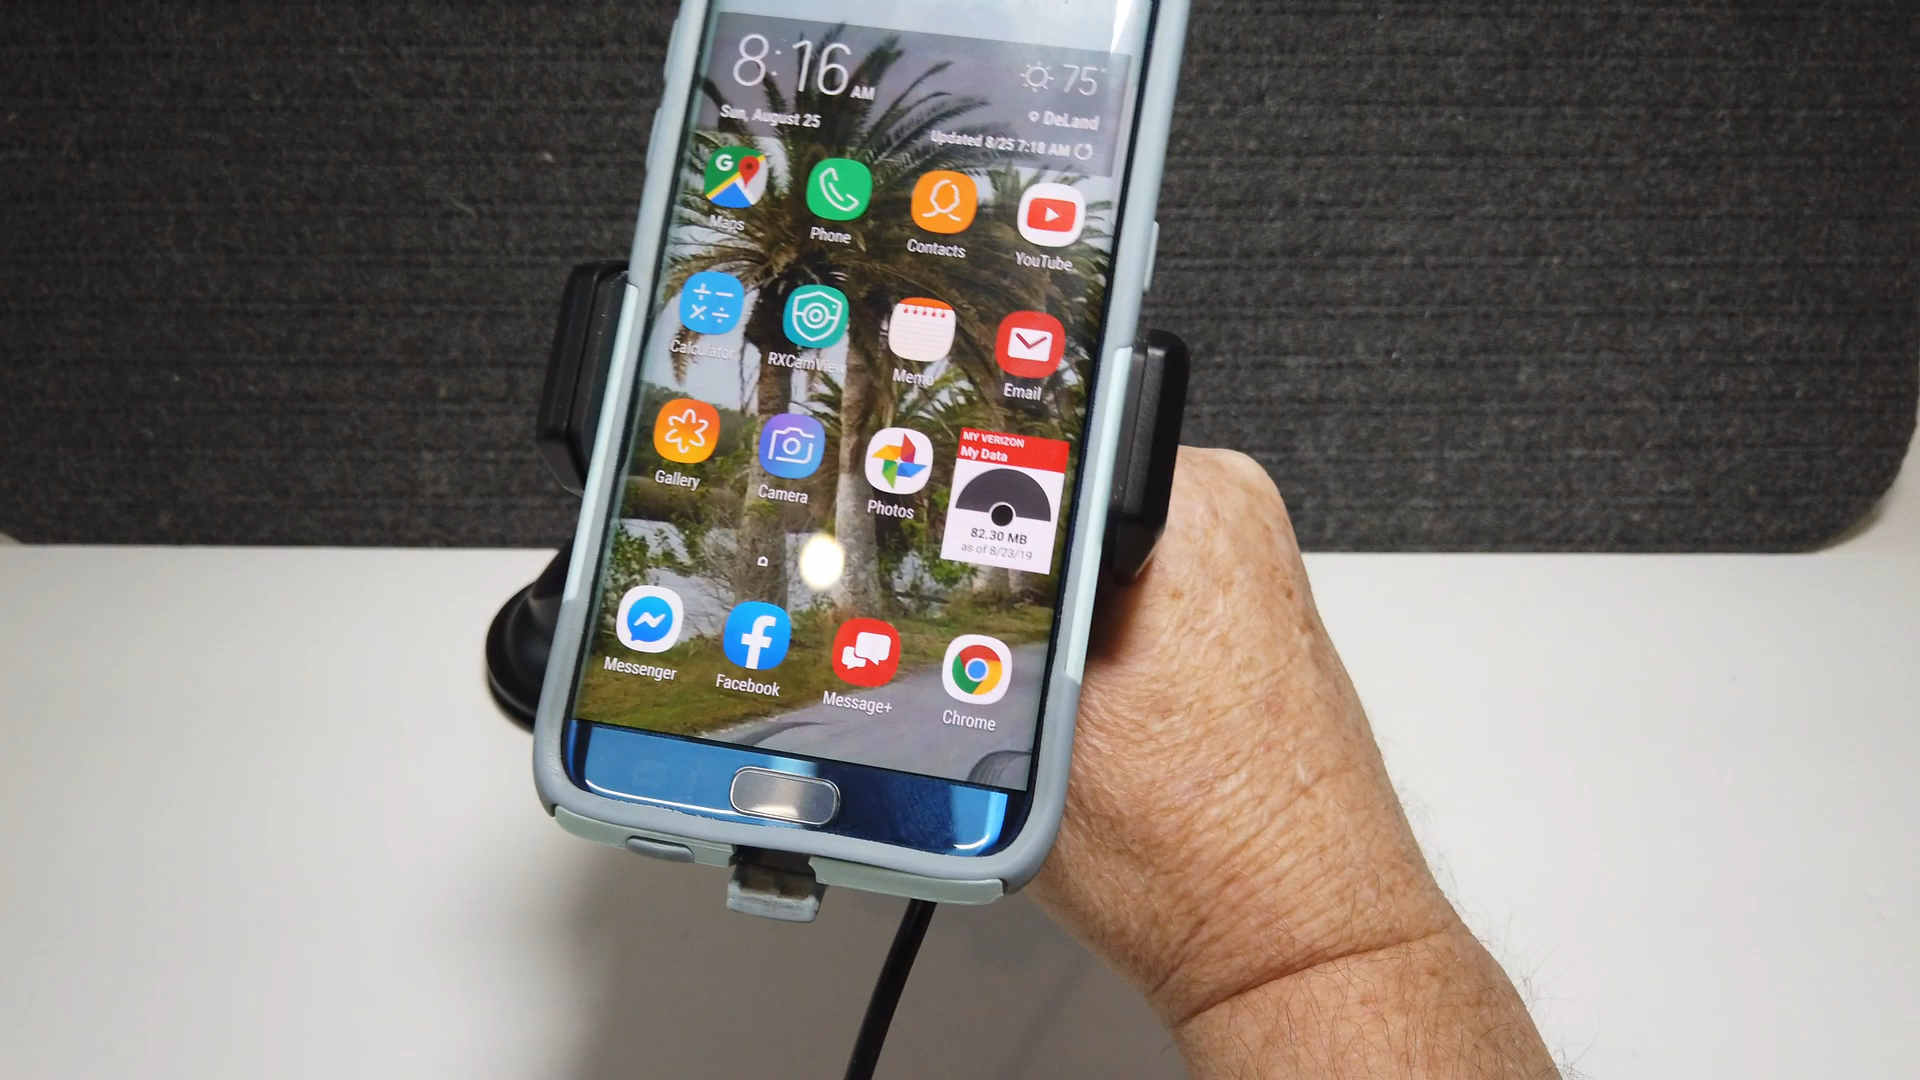 8:16 AM
75°
Sun, August 25
DeLand
Updated 8/25 7:18 AM
G
Maps
Phone
Contacts
YouTube
Calculator
RXCamView
Memo
Email
Gallery
Camera
Photos
MY VERIZON
My Data
82.30 MB
as of 8/23/19
Messenger
Facebook
Message+
Chrome